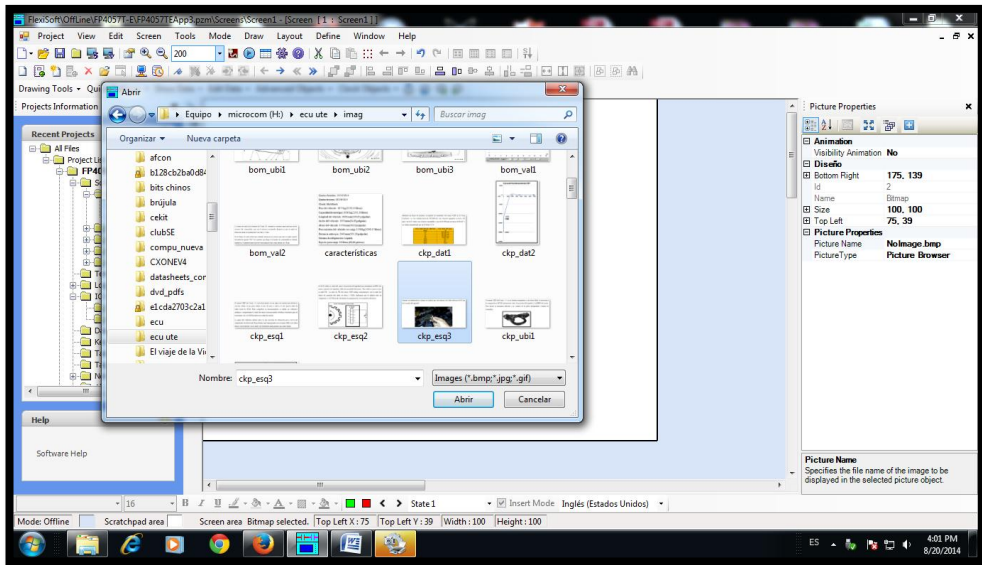 FlexiSoft\OffLine\FP4057T-E\FP4057TEApp3.pzm\Screens\Screen1 - [Screen [1 : Screen1]]
Project View Edit Screen Tools Mode Draw Layout Define Window Help
200
Drawing Tools
Projects Information
Recent Projects
All Files
Abrir
Equipo microcom (H:) ecu ute imag
Buscar imag
Organizar Nueva carpeta
afcon
b128cb2ba0d84
bits chinos
brújula
cekit
clubSE
compu_nueva
CXONEV4
datasheets_cor
dvd_pdfs
e1cda2703c2a1
ecu
ecu ute
El viaje de la Vi
bom_ubi1 bom_ubi2 bom_ubi3 bom_val1
bom_val2 características ckp_dat1 ckp_dat2
ckp_esq1 ckp_esq2 ckp_esq3 ckp_ubi1
Nombre: ckp_esq3 Images (*.bmp;*.jpg;*.gif)
Abrir Cancelar
Help
Software Help
Picture Properties
Animation
Visibility Animation No
Diseño
Bottom Right 175, 139
Id 2
Name Bitmap
Size 100, 100
Top Left 75, 39
Picture Properties
Picture Name NoImage.bmp
PictureType Picture Browser
Picture Name
Specifies the file name of the image to be
displayed in the selected picture object.
16 B I U A State 1 Insert Mode Inglés (Estados Unidos)
Mode: Offline Scratchpad area Screen area Bitmap selected. Top Left X : 75 Top Left Y : 39 Width : 100 Height : 100
ES 4:01 PM
8/20/2014